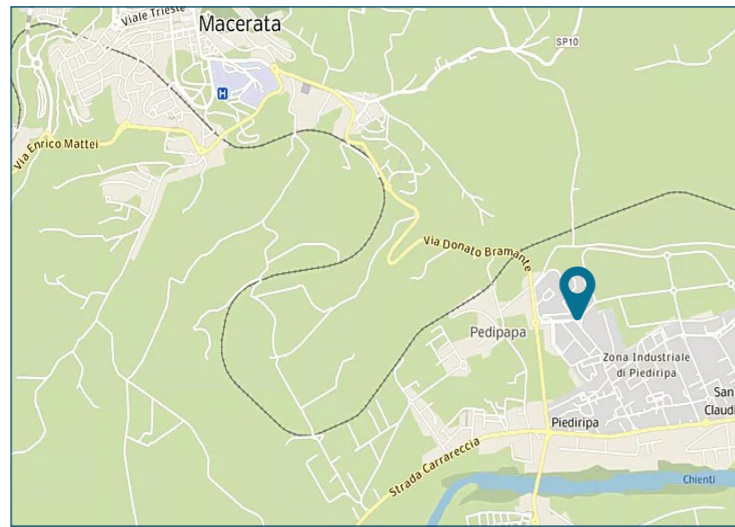 Viale Trieste
Macerata
SP10
H
Via Enrico Mattei
Via Donato Bramante
Pedipapa
Zona Industriale
di Piediripa
San
Claudi
Piediripa
Strada Carrareccia
Chienti